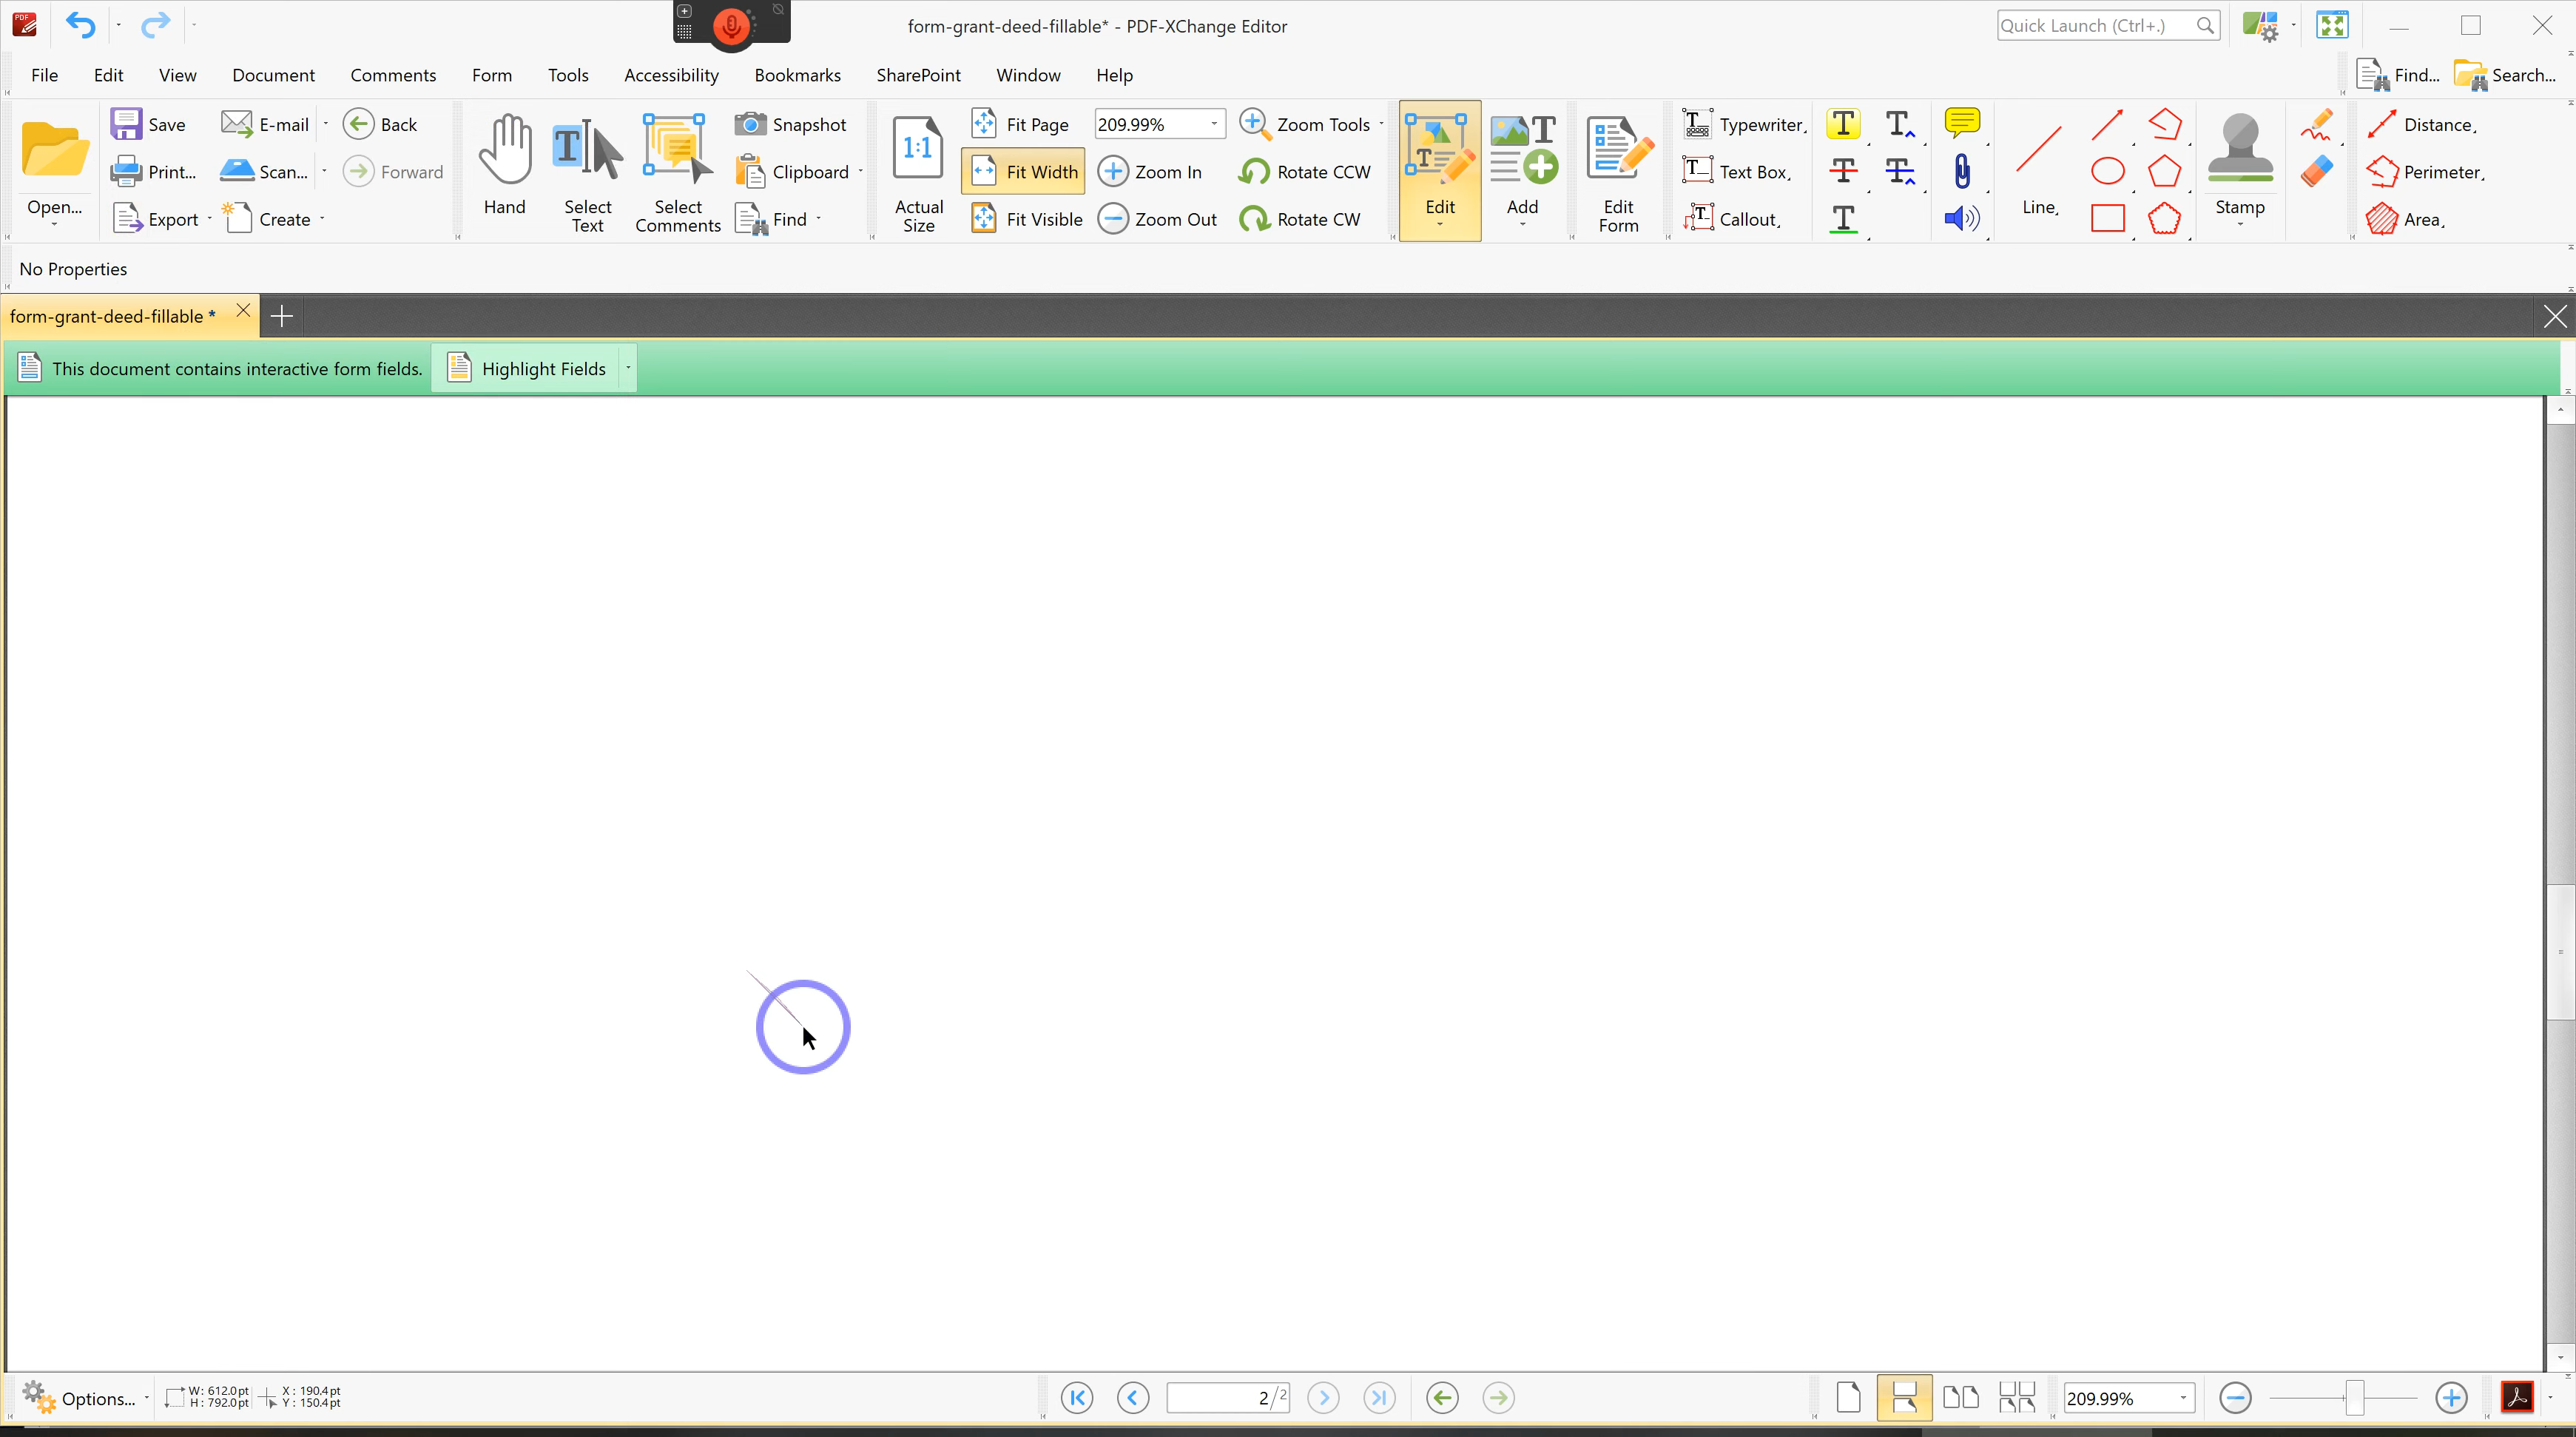 form-grant-deed-fillable* - PDF-XChange Editor
Quick Launch (Ctrl+.)
File Edit View Document Comments Form Tools Accessibility Bookmarks SharePoint Window Help
Find... Search...
Open...
Save
Print...
Export
E-mail
Scan...
Create
Back
Forward
Hand
Select Text
Select Comments
Snapshot
Clipboard
Find
1:1
Actual Size
Fit Page
Fit Width
Fit Visible
209.99%
Zoom In
Zoom Out
Zoom Tools
Rotate CCW
Rotate CW
Edit
Add
Edit Form
Typewriter
Text Box
Callout
Line
Stamp
Distance
Perimeter
Area
No Properties
form-grant-deed-fillable *
This document contains interactive form fields. Highlight Fields
Options...
W: 612.0pt
H: 792.0pt
X: 190.4pt
Y: 150.4pt
2/2
209.99%